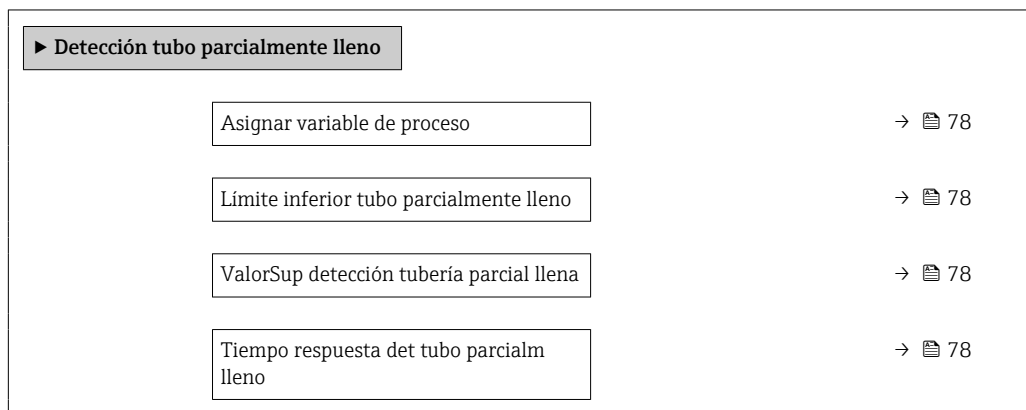 ▶ Detección tubo parcialmente lleno
Asignar variable de proceso → 78
Límite inferior tubo parcialmente lleno → 78
ValorSup detección tubería parcial llena → 78
Tiempo respuesta det tubo parcialm → 78
lleno